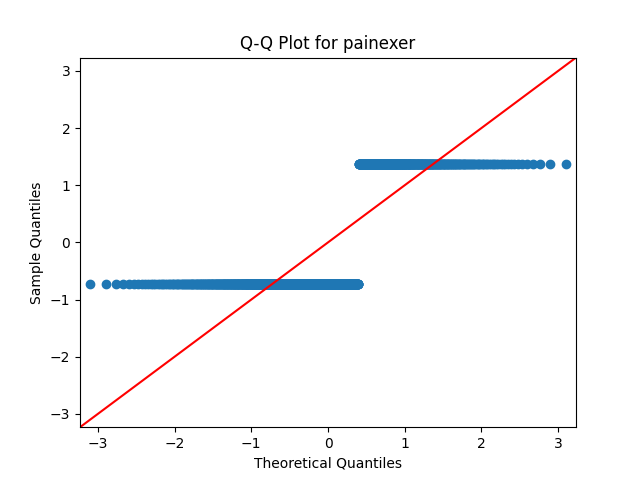 Q-Q Plot for painexer
3
2
1
0
−1
−2
−3
Sample Quantiles
−3 −2 −1 0 1 2 3
Theoretical Quantiles